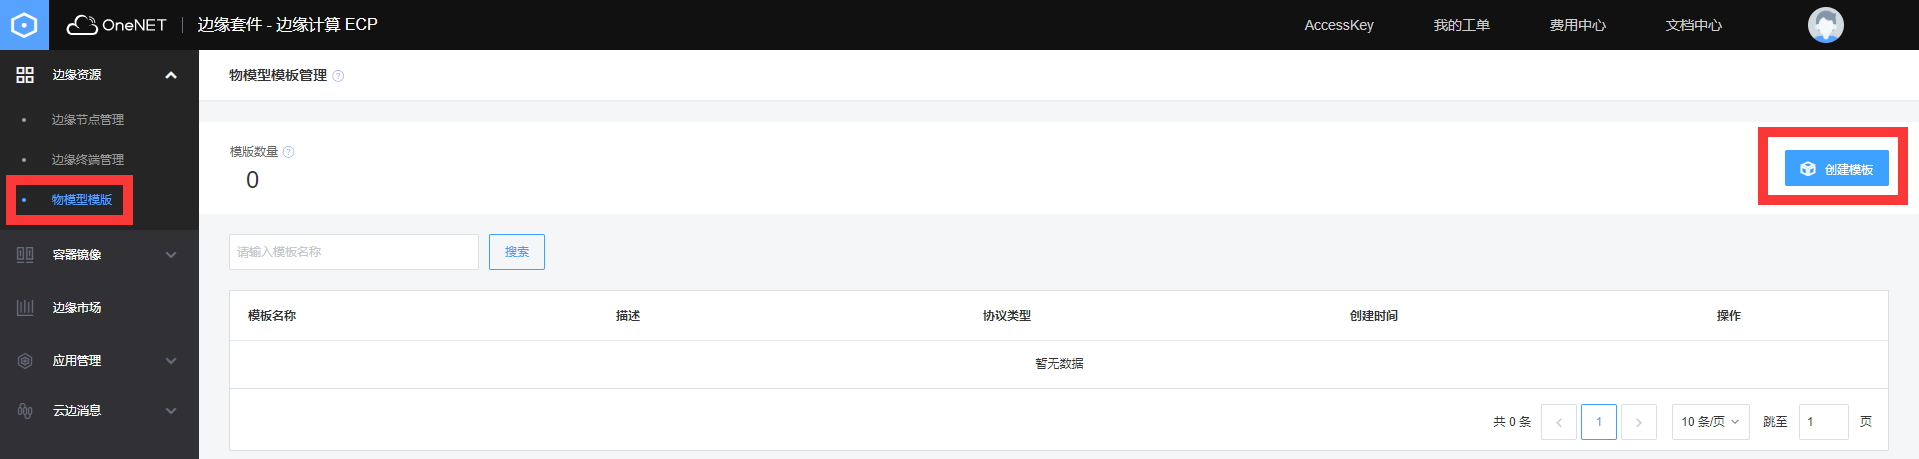 OneNET 边缘套件 - 边缘计算 ECP AccessKey 我的工单 费用中心 文档中心
边缘资源
边缘节点管理
边缘终端管理
物模型模版
容器镜像
边缘市场
应用管理
云边消息
物模型模板管理 ?
模版数量 ?
0
创建模板
请输入模板名称 搜索
模板名称 描述 协议类型 创建时间 操作
暂无数据
共 0 条 < 1 > 10 条/页 跳至 1 页